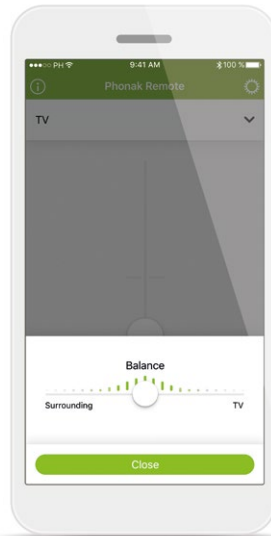 ●●●○○ PH 9:41 AM 100 %
Phonak Remote
TV
Balance
Surrounding TV
Close